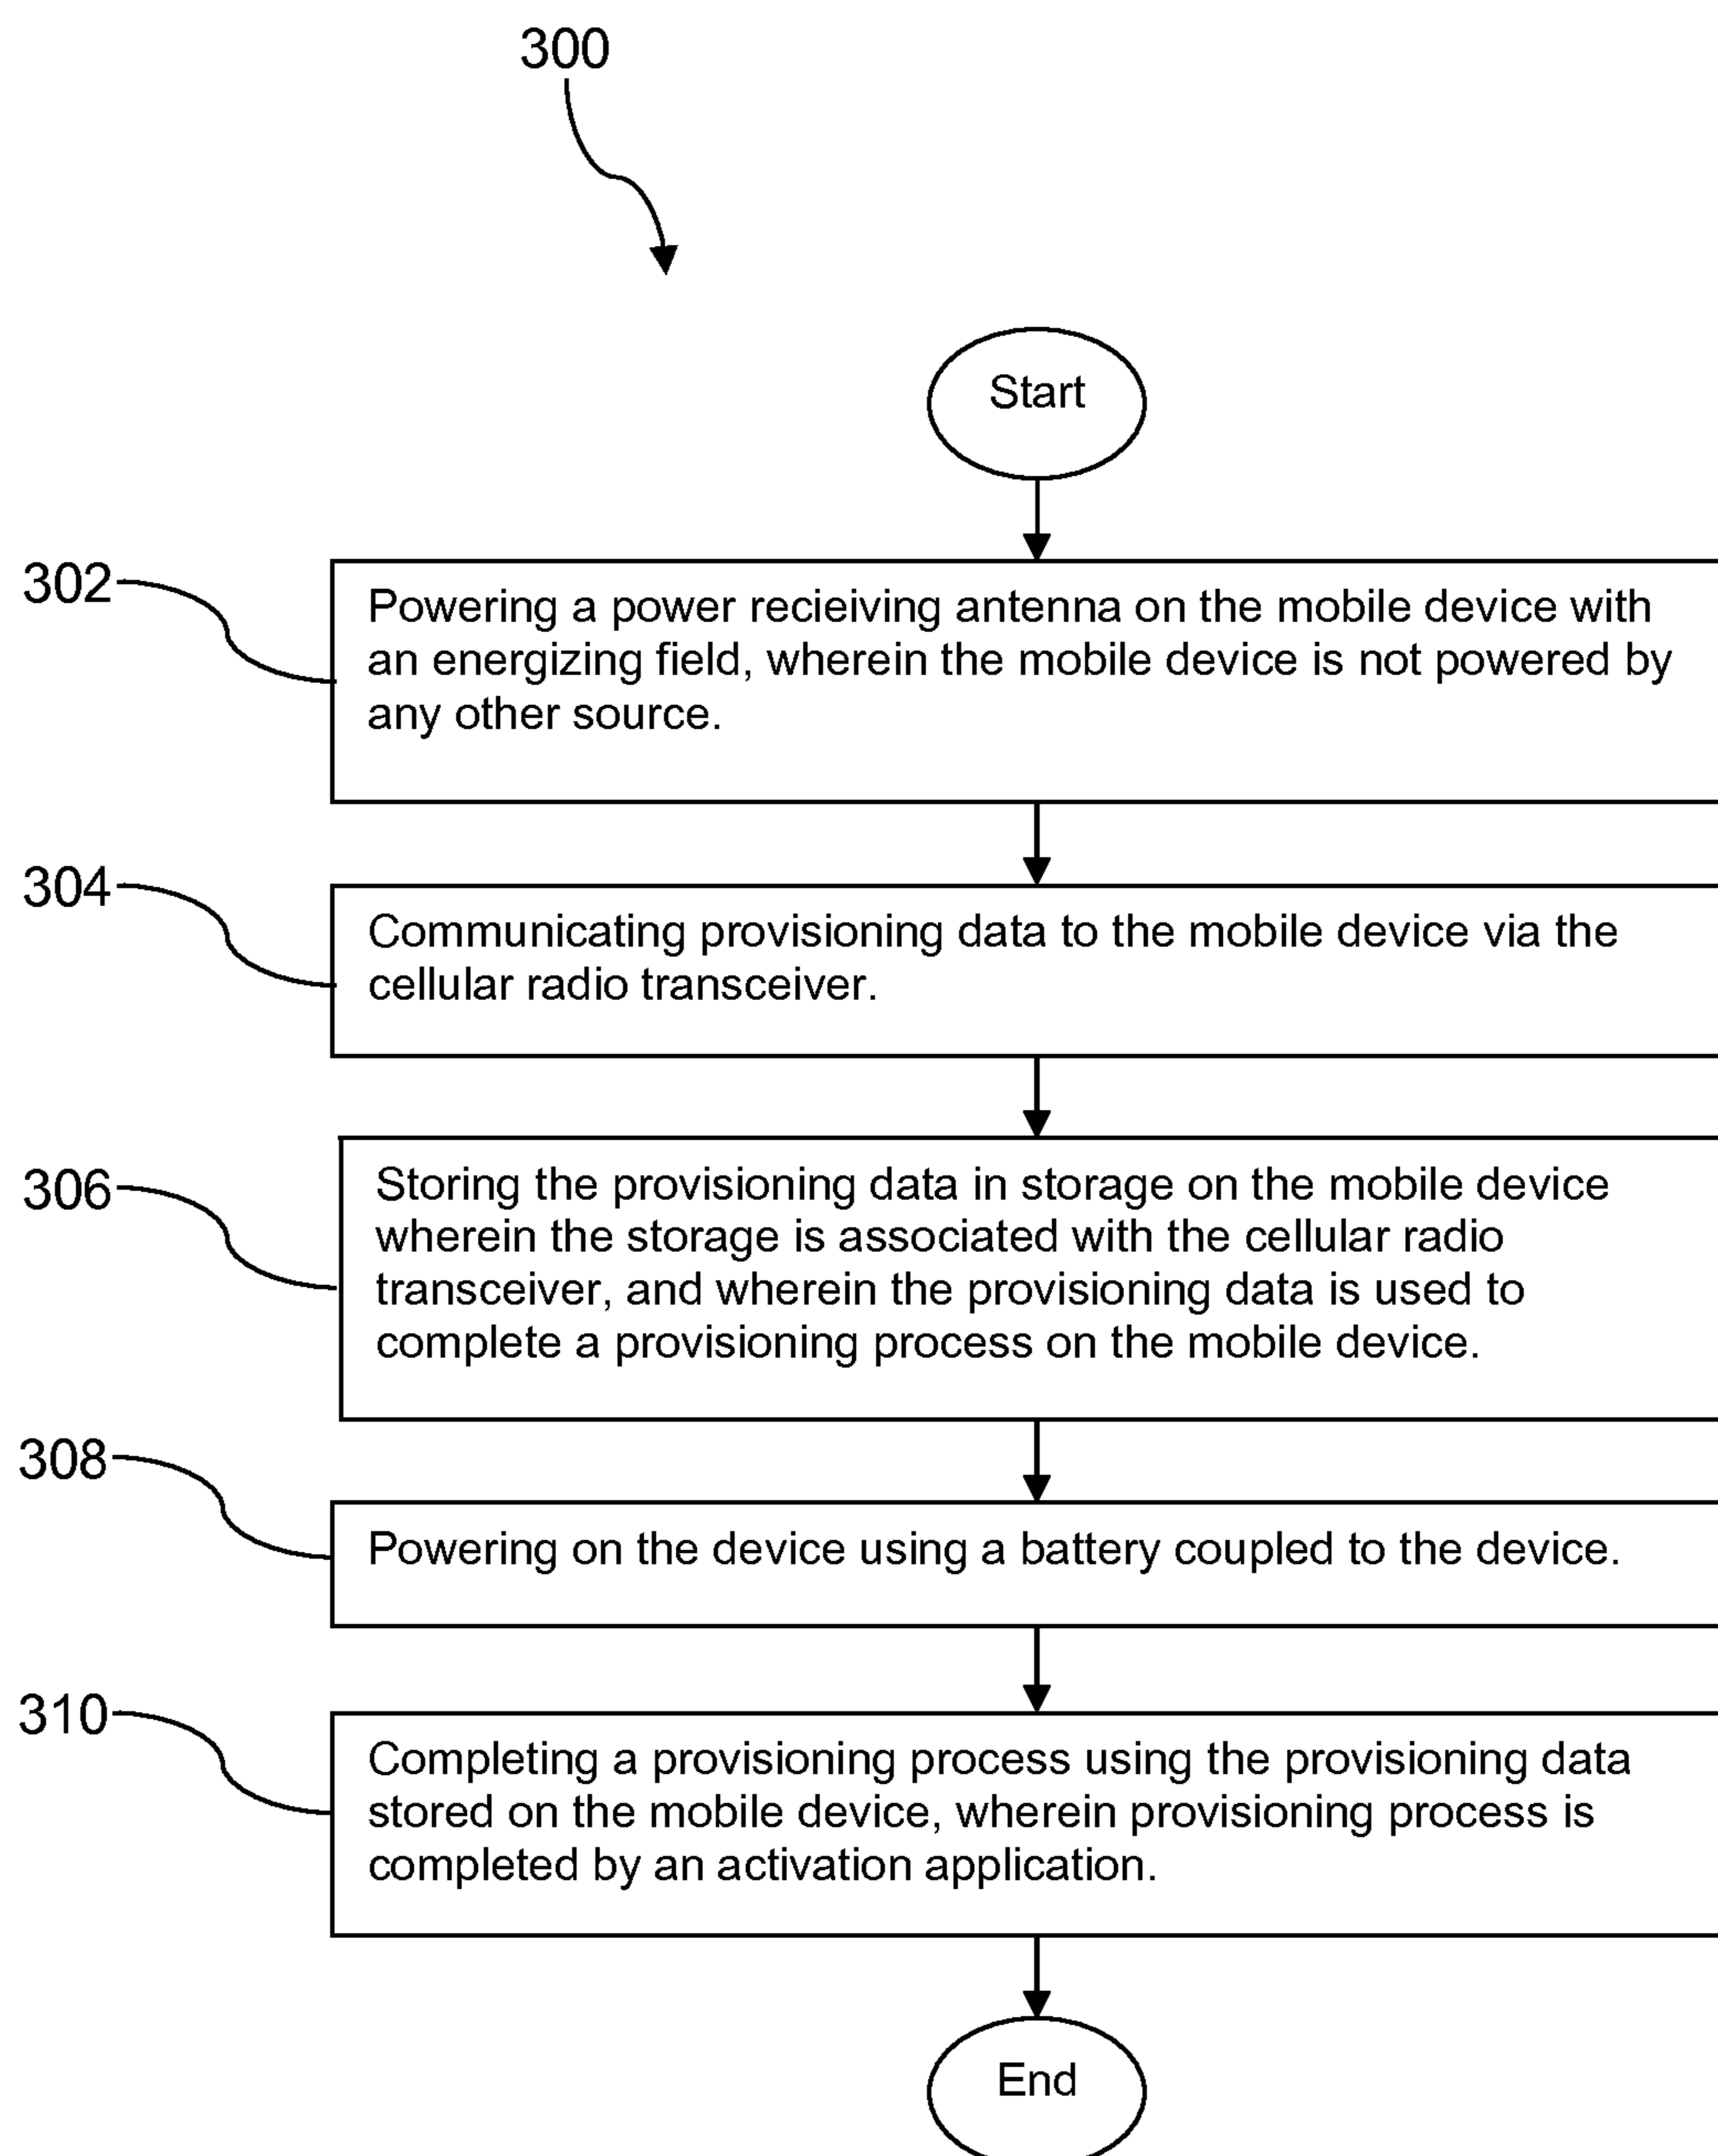 300
Start
302
Powering a power recieiving antenna on the mobile device with
an energizing field, wherein the mobile device is not powered by
any other source.
304
Communicating provisioning data to the mobile device via the
cellular radio transceiver.
306
Storing the provisioning data in storage on the mobile device
wherein the storage is associated with the cellular radio
transceiver, and wherein the provisioning data is used to
complete a provisioning process on the mobile device.
308
Powering on the device using a battery coupled to the device.
310
Completing a provisioning process using the provisioning data
stored on the mobile device, wherein provisioning process is
completed by an activation application.
End